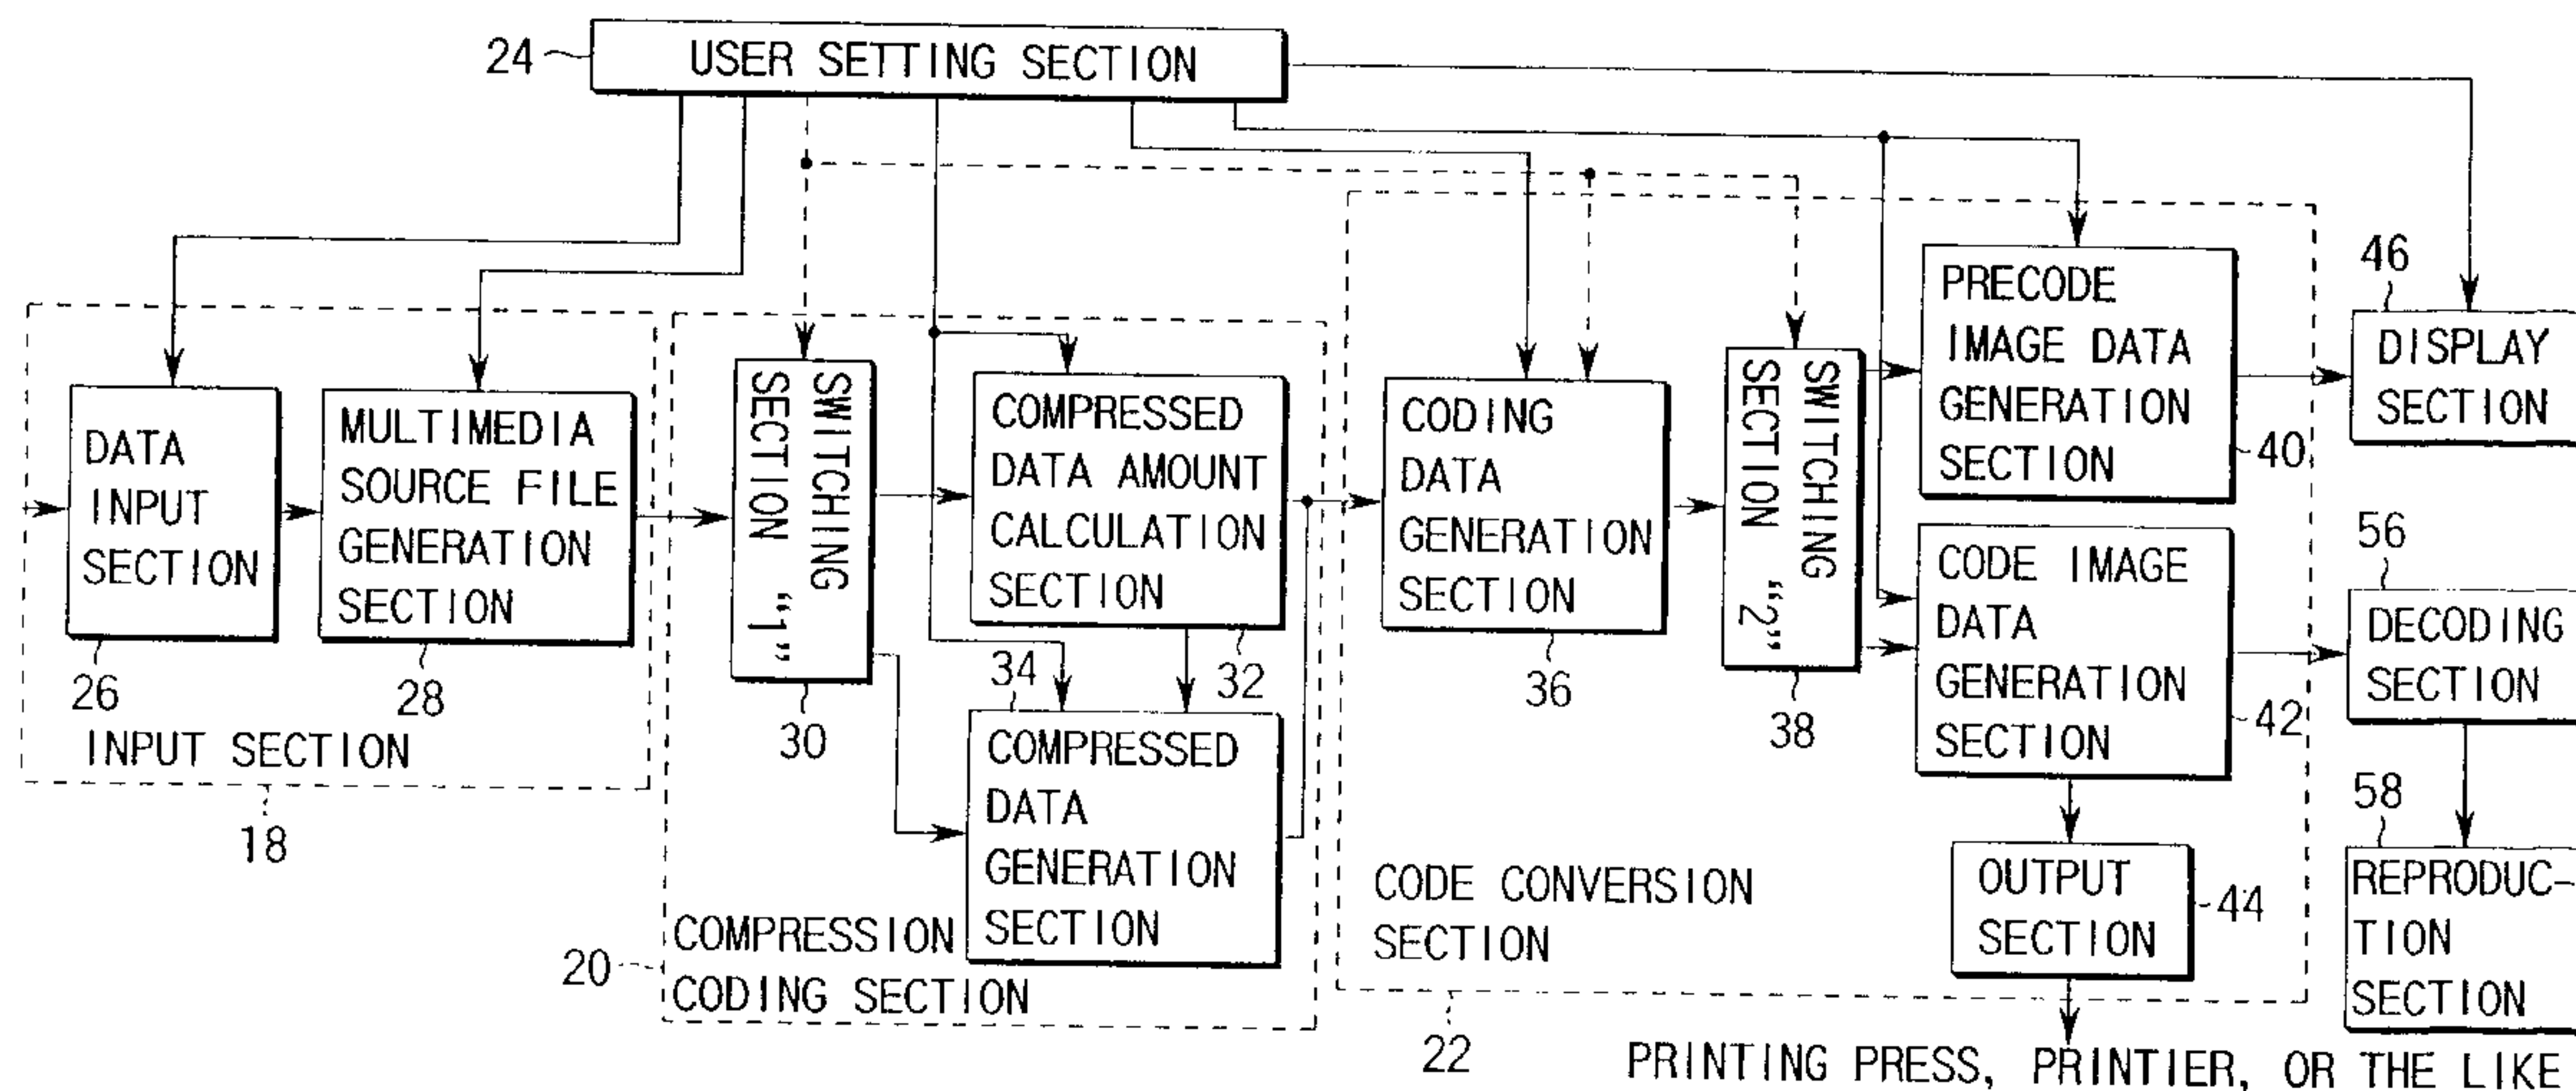 24
USER SETTING SECTION
46
DISPLAY
SECTION
PRECODE
IMAGE DATA
GENERATION
SECTION
40
DATA
INPUT
SECTION
26
MULTIMEDIA
SOURCE FILE
GENERATION
SECTION
28
INPUT SECTION
18
SWITCHING
SECTION “1”
30
COMPRESSED
DATA AMOUNT
CALCULATION
SECTION
32
34
COMPRESSED
DATA
GENERATION
SECTION
COMPRESSION
CODING SECTION
20
CODING
DATA
GENERATION
SECTION
36
SWITCHING
SECTION “2”
38
CODE IMAGE
DATA
GENERATION
SECTION
42
56
DECODING
SECTION
58
REPRODUC-
TION
SECTION
OUTPUT
SECTION
44
CODE CONVERSION
SECTION
22
PRINTING PRESS, PRINTIER, OR THE LIKE